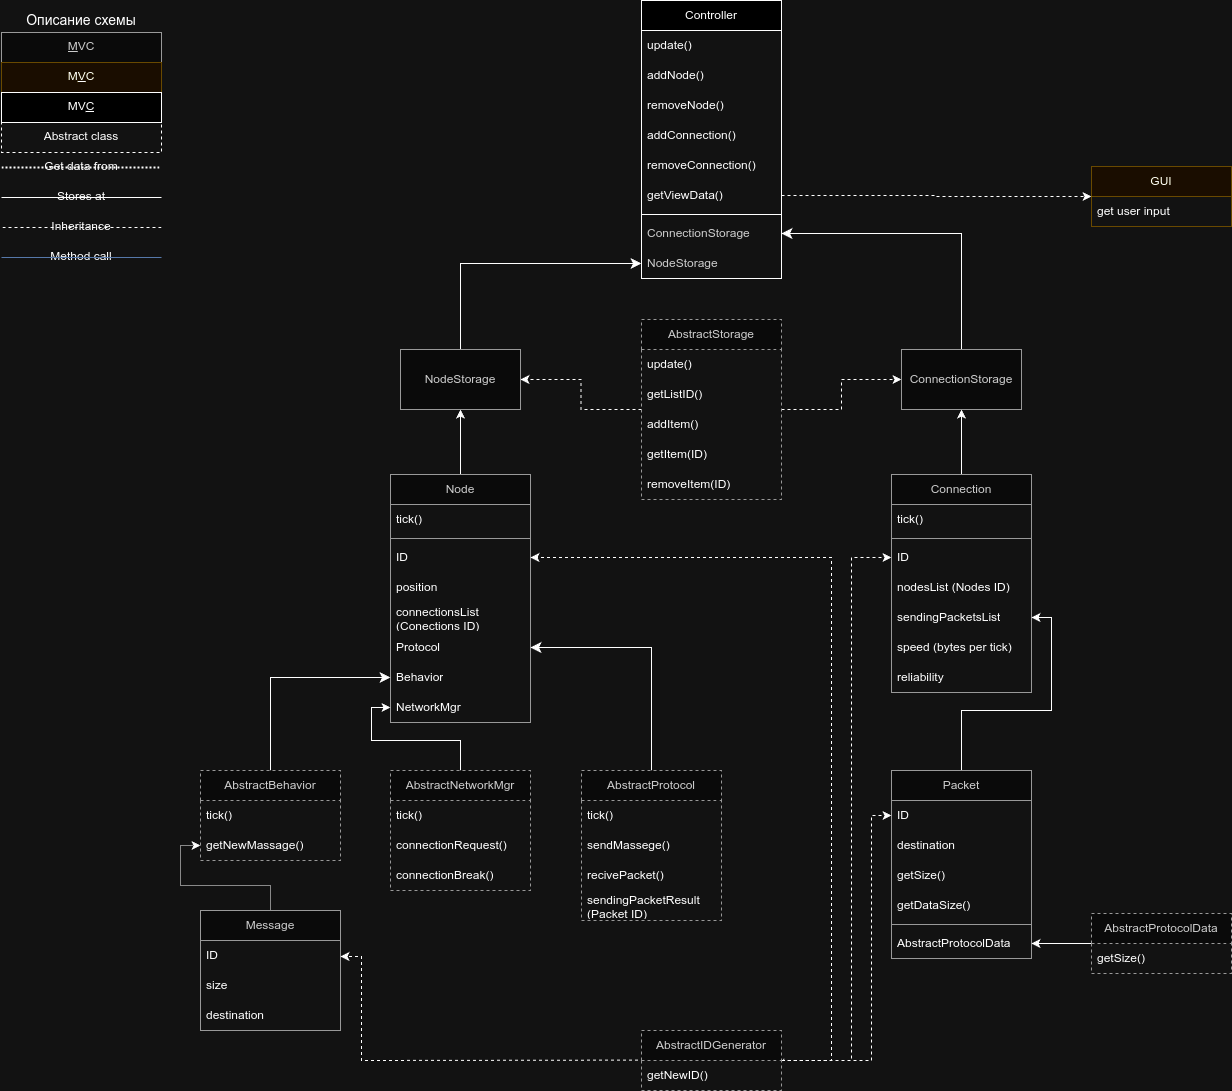 Описание схемы
MVC
MVC
MVC
Abstract class
Get data from
Stores at
Inheritance
Method call
Controller
update()
addNode()
removeNode()
addConnection()
removeConnection()
getViewData()
ConnectionStorage
NodeStorage
GUI
get user input
AbstractStorage
update()
getListID()
addItem()
getItem(ID)
removeItem(ID)
NodeStorage
ConnectionStorage
Node
tick()
ID
position
connectionsList
(Conections ID)
Protocol
Behavior
NetworkMgr
Connection
tick()
ID
nodesList (Nodes ID)
sendingPacketsList
speed (bytes per tick)
reliability
AbstractBehavior
tick()
getNewMassage()
AbstractNetworkMgr
tick()
connectionRequest()
connectionBreak()
AbstractProtocol
tick()
sendMassege()
recivePacket()
sendingPacketResult
(Packet ID)
Packet
ID
destination
getSize()
getDataSize()
AbstractProtocolData
AbstractProtocolData
getSize()
Message
ID
size
destination
AbstractIDGenerator
getNewID()